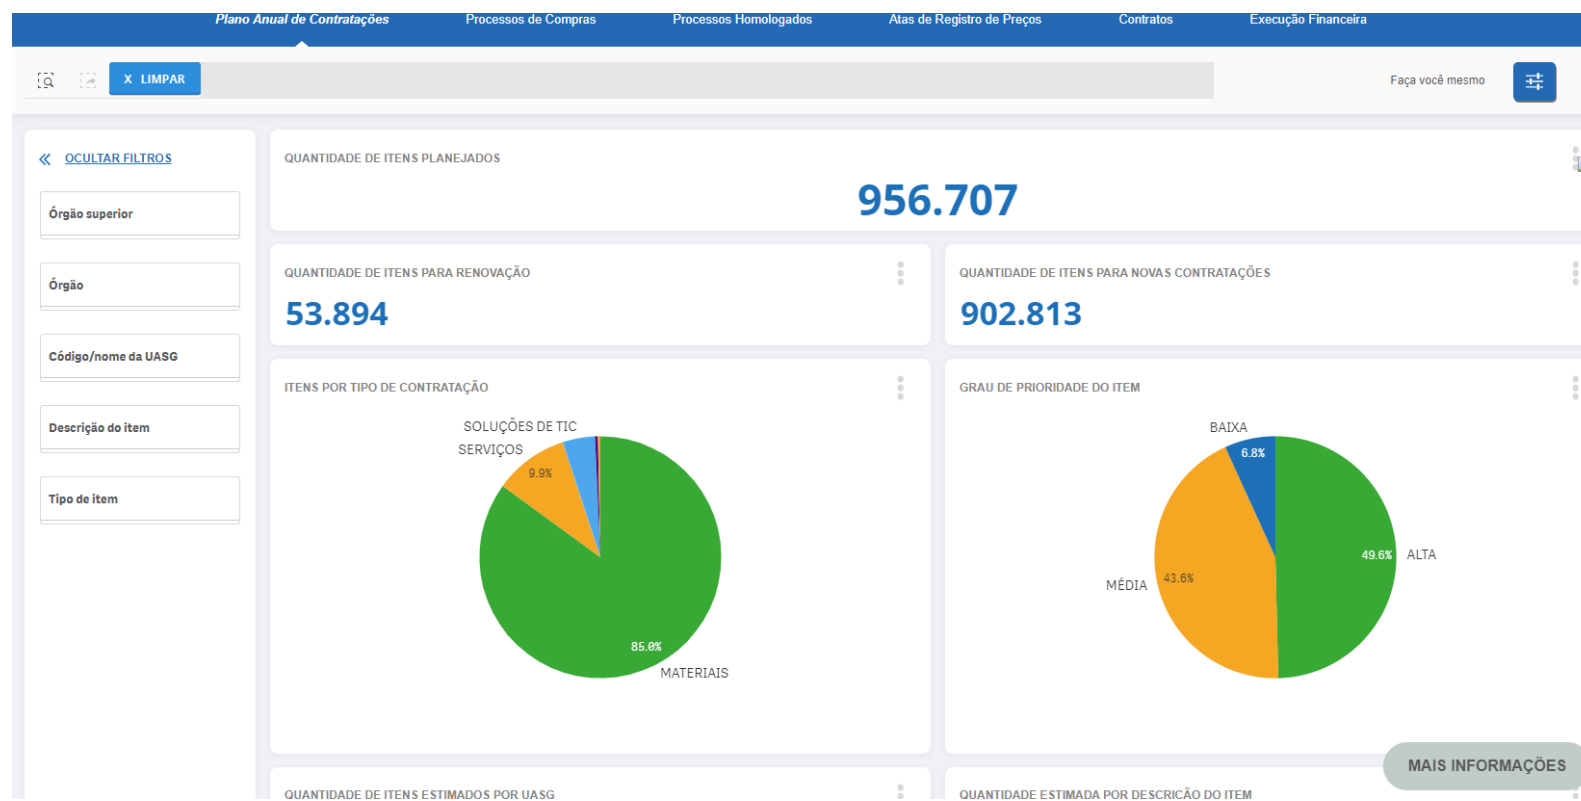 Plano Anual de Contratações Processos de Compras Processos Homologados Atas de Registro de Preços Contratos Execução Financeira
X LIMPAR
Faça você mesmo
OCULTAR FILTROS
Órgão superior
Órgão
Código/nome da UASG
Descrição do item
Tipo de item
QUANTIDADE DE ITENS PLANEJADOS
956.707
QUANTIDADE DE ITENS PARA RENOVAÇÃO
53.894
QUANTIDADE DE ITENS PARA NOVAS CONTRATAÇÕES
902.813
ITENS POR TIPO DE CONTRATAÇÃO
SOLUÇÕES DE TIC
SERVIÇOS
9.9%
85.0%
MATERIAIS
GRAU DE PRIORIDADE DO ITEM
BAIXA
6.8%
49.6% ALTA
MÉDIA 43.6%
MAIS INFORMAÇÕES
QUANTIDADE DE ITENS ESTIMADOS POR UASG
QUANTIDADE ESTIMADA POR DESCRIÇÃO DO ITEM